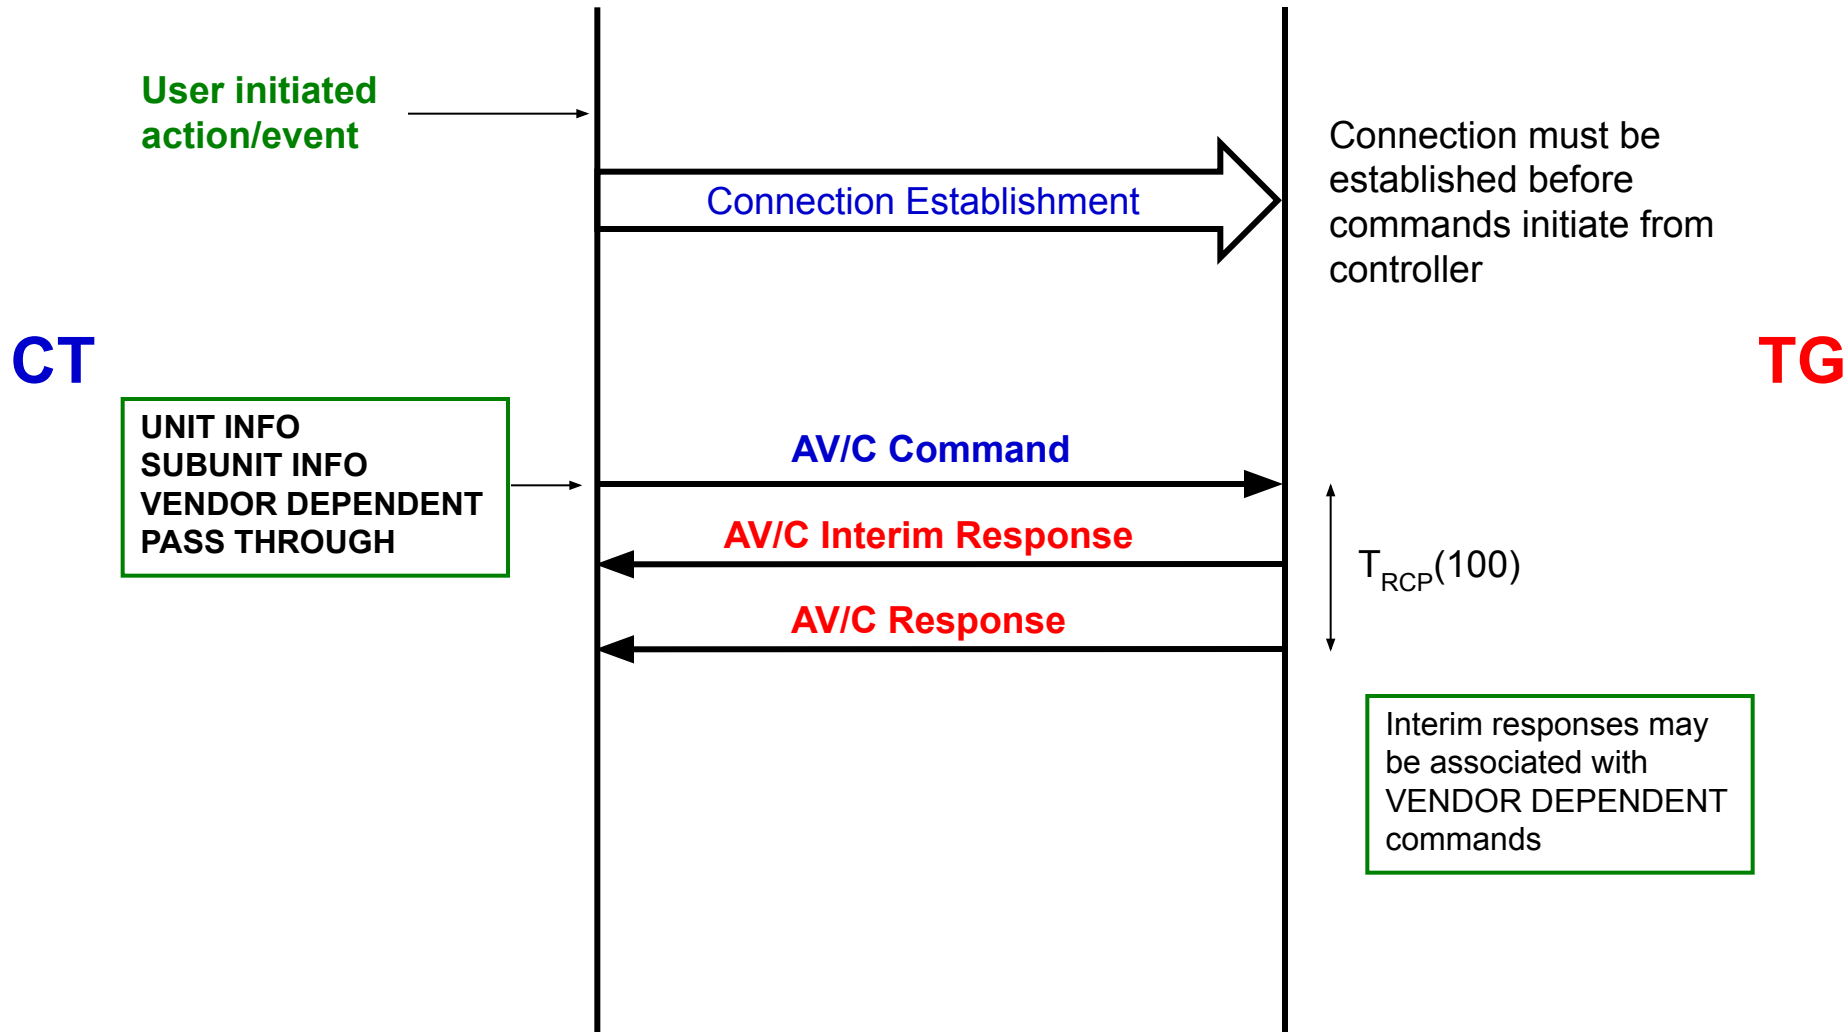 User initiated
action/event
Connection Establishment
Connection must be
established before
commands initiate from
controller
CT
TG
UNIT INFO
SUBUNIT INFO
VENDOR DEPENDENT
PASS THROUGH
AV/C Command
AV/C Interim Response
AV/C Response
TRCP(100)
Interim responses may
be associated with
VENDOR DEPENDENT
commands